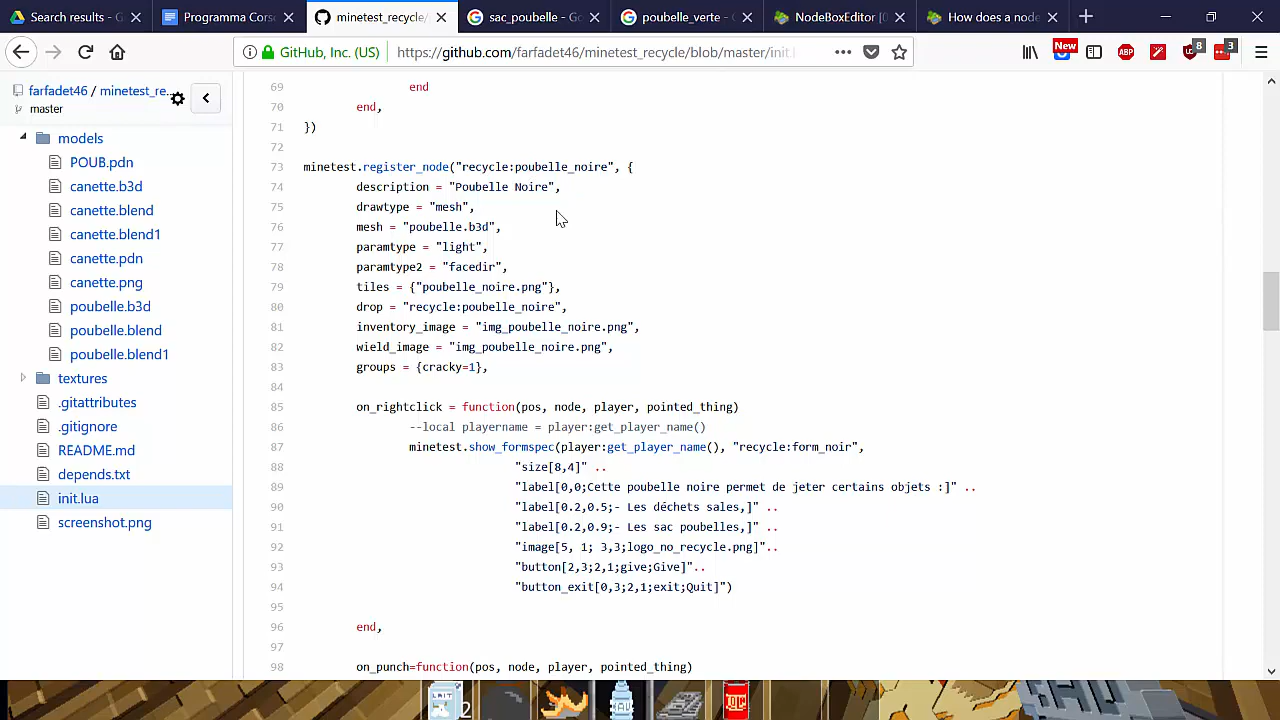 Search results - G
Programma Corso
minetest_recycle/
sac_poubelle - Go
poubelle_verte - G
NodeBoxEditor [0
How does a node
GitHub, Inc. (US)
https://github.com/farfadet46/minetest_recycle/blob/master/init.l
New
ABP
8
3
farfadet46 / minetest_re...
master
models
POUB.pdn
canette.b3d
canette.blend
canette.blend1
canette.pdn
canette.png
poubelle.b3d
poubelle.blend
poubelle.blend1
textures
.gitattributes
.gitignore
README.md
depends.txt
init.lua
screenshot.png
69 end
70 end,
71 })
72
73 minetest.register_node("recycle:poubelle_noire", {
74 description = "Poubelle Noire",
75 drawtype = "mesh",
76 mesh = "poubelle.b3d",
77 paramtype = "light",
78 paramtype2 = "facedir",
79 tiles = {"poubelle_noire.png"},
80 drop = "recycle:poubelle_noire",
81 inventory_image = "img_poubelle_noire.png",
82 wield_image = "img_poubelle_noire.png",
83 groups = {cracky=1},
84
85 on_rightclick = function(pos, node, player, pointed_thing)
86 --local playername = player:get_player_name()
87 minetest.show_formspec(player:get_player_name(), "recycle:form_noir",
88 "size[8,4]" ..
89 "label[0,0;Cette poubelle noire permet de jeter certains objets :]" ..
90 "label[0.2,0.5;- Les déchets sales,]" ..
91 "label[0.2,0.9;- Les sac poubelles,]" ..
92 "image[5, 1; 3,3;logo_no_recycle.png]"..
93 "button[2,3;2,1;give;Give]"..
94 "button_exit[0,3;2,1;exit;Quit]")
95
96 end,
97
98 on_punch=function(pos, node, player, pointed_thing)
LAIT
2
EAU